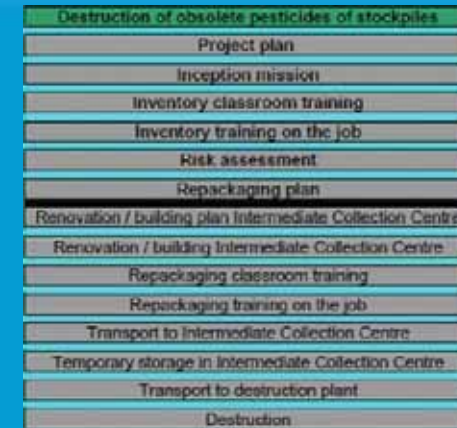 Destruction of obsolete pesticides of stockpiles
Project plan
Inception mission
Inventory classroom training
Inventory training on the job
Risk assessment
Repackaging plan
Renovation / building plan Intermediate Collection Centre
Renovation / building Intermediate Collection Centre
Repackaging classroom training
Repackaging training on the job
Transport to Intermediate Collection Centre
Temporary storage in Intermediate Collection Centre
Transport to destruction plant
Destruction